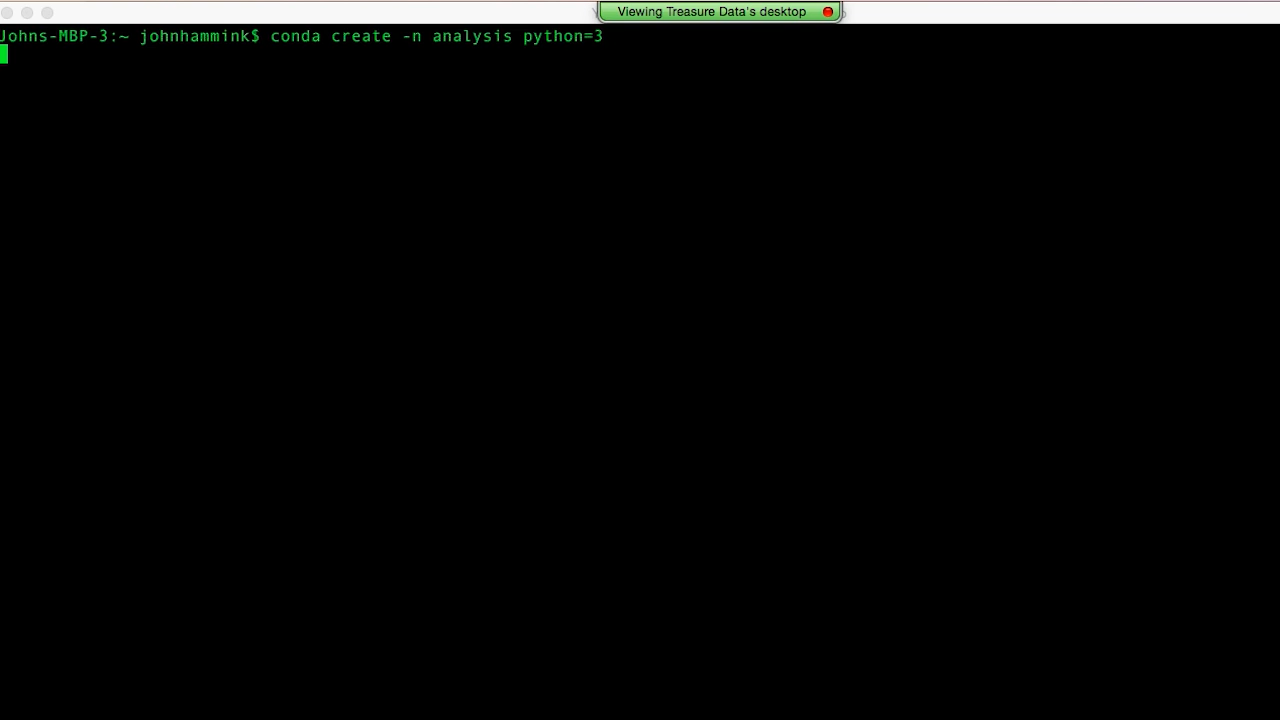 Viewing Treasure Data's desktop
Johns-MBP-3:~ johnhammink$ conda create -n analysis python=3